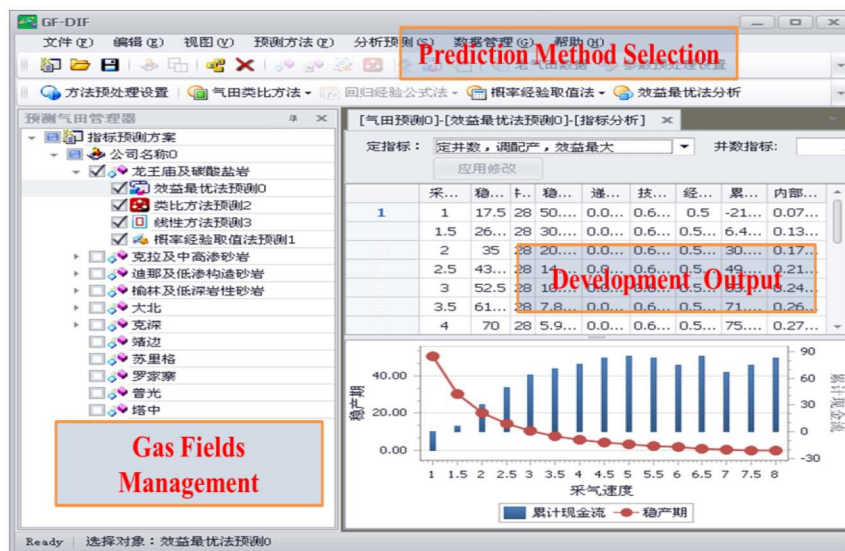 GF-DIF
文件(F) 编辑(E) 视图(V) 预测方法(P) 分析预测(S) 数据管理(G) 帮助(H)
Prediction Method Selection
方法预处理设置 气田类比方法 回归经验公式法 概率经验取值法 效益最优法分析
预测气田管理器
[气田预测0]-[效益最优法预测0]-[指标分析]
指标预测方案
公司名称0
龙王庙及碳酸盐岩
效益最优法预测0
类比方法预测2
线性方法预测3
概率经验取值法预测1
克拉及中高渗砂岩
迪那及低渗构造砂岩
榆林及低深岩性砂岩
大北
克深
靖边
苏里格
罗家寨
普光
塔中
Gas Fields
Management
定指标: 定井数，调配产，效益最大 井数指标:
应用修改
采... 稳... 稳... 递... 技... 经... 累... 内部...
1 1 17.5 28 50.... 0.0... 0.6... 0.5 -21... 0.07...
1.5 26... 28 30.... 0.0... 0.6... 0.5... 6.4... 0.13...
2 35 28 20.... 0.0... 0.6... 0.5... 30.... 0.17...
2.5 43... 28 14... 0.0... 0.6... 0.5... 49... 0.21...
3 52.5 28 10... 0.0... 0.6... 0.5... 0.24...
3.5 61... 28 7.8... 0.0... 0.6... 0.5... 71.... 0.26...
4 70 28 5.9... 0.0... 0.6... 0.5... 75.... 0.27...
Development Output
稳产期
40.00
20.00
0.00
90
60
30
0
-30
累计现金流
1 1.5 2 2.5 3 3.5 4 4.5 5 5.5 6 6.5 7 7.5 8
采气速度
累计现金流 稳产期
Ready 选择对象：效益最优法预测0